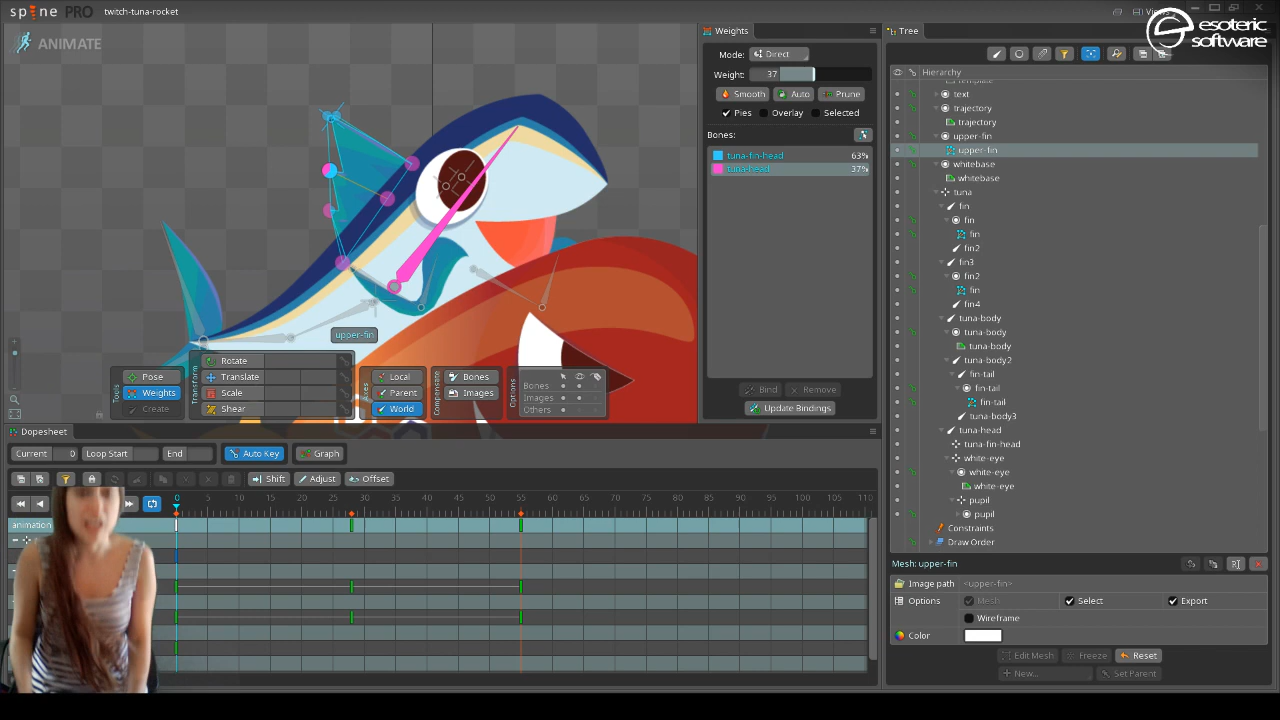 spine PRO
twitch-tuna-rocket
Views
esoteric
software
ANIMATE
upper-fin
Tools
Pose
Weights
Create
Transform
Rotate
Translate
Scale
Shear
Axes
Local
Parent
World
Compensate
Bones
Images
Options
Bones
Images
Others
Weights
Mode:
Direct
Weight:
37
Smooth
Auto
Prune
Pies
Overlay
Selected
Bones:
tuna-fin-head 63%
tuna-head 37%
Bind
Remove
Update Bindings
Tree
Hierarchy
text
trajectory
trajectory
upper-fin
upper-fin
whitebase
whitebase
tuna
fin
fin
fin
fin2
fin3
fin2
fin
fin4
tuna-body
tuna-body
tuna-body
tuna-body2
fin-tail
fin-tail
fin-tail
tuna-body3
tuna-head
tuna-fin-head
white-eye
white-eye
white-eye
pupil
pupil
Constraints
Draw Order
Mesh: upper-fin
Image path <upper-fin>
Options
Mesh
Select
Export
Wireframe
Color
Edit Mesh
Freeze
Reset
New...
Set Parent
Dopesheet
Current 0
Loop Start
End
Auto Key
Graph
Shift
Adjust
Offset
0 5 10 15 20 25 30 35 40 45 50 55 60 65 70 75 80 85 90 95 100 105 110
animation